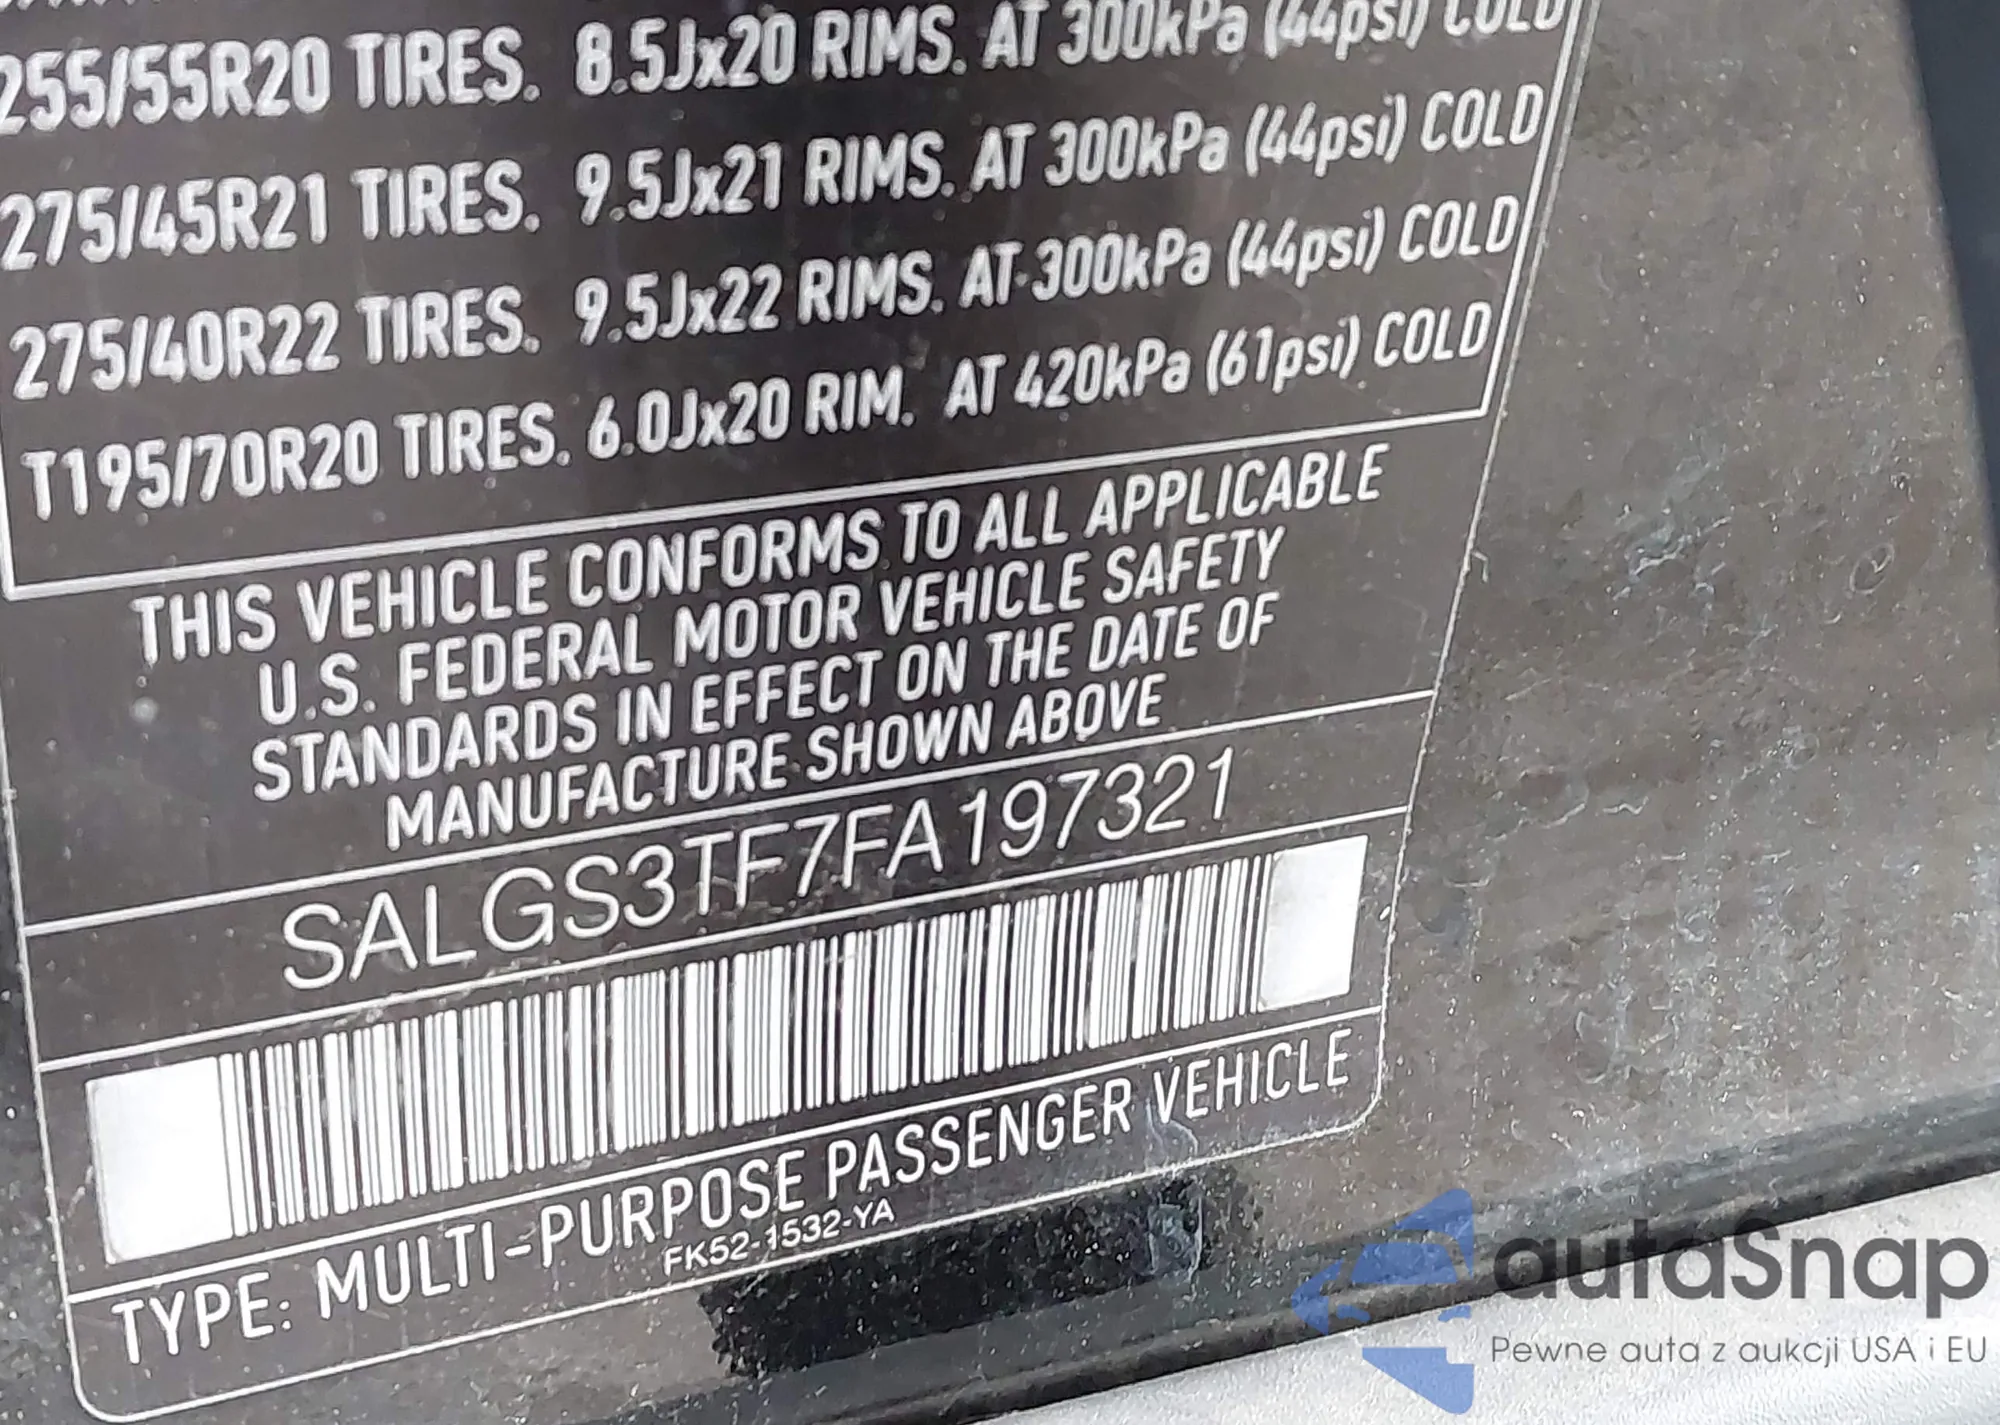 255/55R20 TIRES. 8.5Jx20 RIMS. AT 300kPa (44psi) COLD
275/45R21 TIRES. 9.5Jx21 RIMS. AT 300kPa (44psi) COLD
275/40R22 TIRES. 9.5Jx22 RIMS. AT 300kPa (44psi) COLD
T195/70R20 TIRES. 6.0Jx20 RIM. AT 420kPa (61psi) COLD
THIS VEHICLE CONFORMS TO ALL APPLICABLE
U.S. FEDERAL MOTOR VEHICLE SAFETY
STANDARDS IN EFFECT ON THE DATE OF
MANUFACTURE SHOWN ABOVE
SALGS3TF7FA197321
TYPE: MULTI-PURPOSE PASSENGER VEHICLE
FK52-1532-YA
autaSnap
Pewne auta z aukcji USA i EU